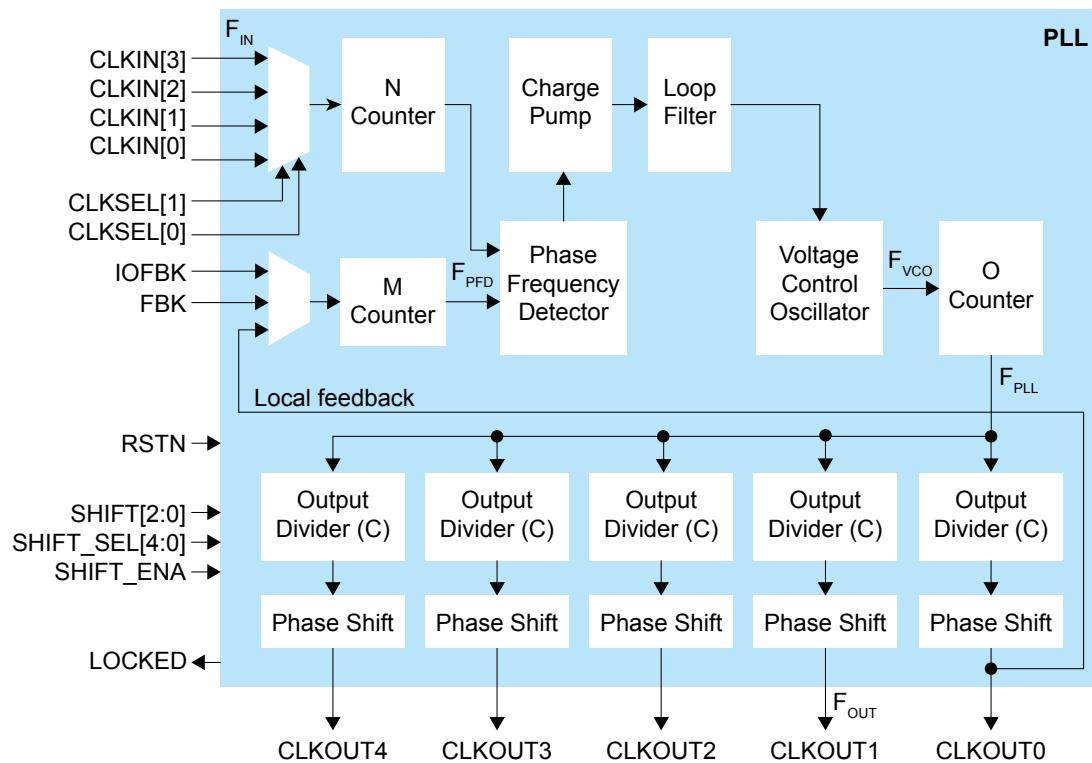 F_IN
PLL
CLKIN[3]
CLKIN[2]
CLKIN[1]
CLKIN[0]
N
Counter
Charge
Pump
Loop
Filter
CLKSEL[1]
CLKSEL[0]
IOFBK
FBK
M
Counter
F_PFD
Phase
Frequency
Detector
Voltage
Control
Oscillator
F_VCO
O
Counter
F_PLL
Local feedback
RSTN
SHIFT[2:0]
SHIFT_SEL[4:0]
SHIFT_ENA
LOCKED
Output
Divider (C)
Output
Divider (C)
Output
Divider (C)
Output
Divider (C)
Output
Divider (C)
Phase Shift
Phase Shift
Phase Shift
Phase Shift
Phase Shift
F_OUT
CLKOUT4
CLKOUT3
CLKOUT2
CLKOUT1
CLKOUT0